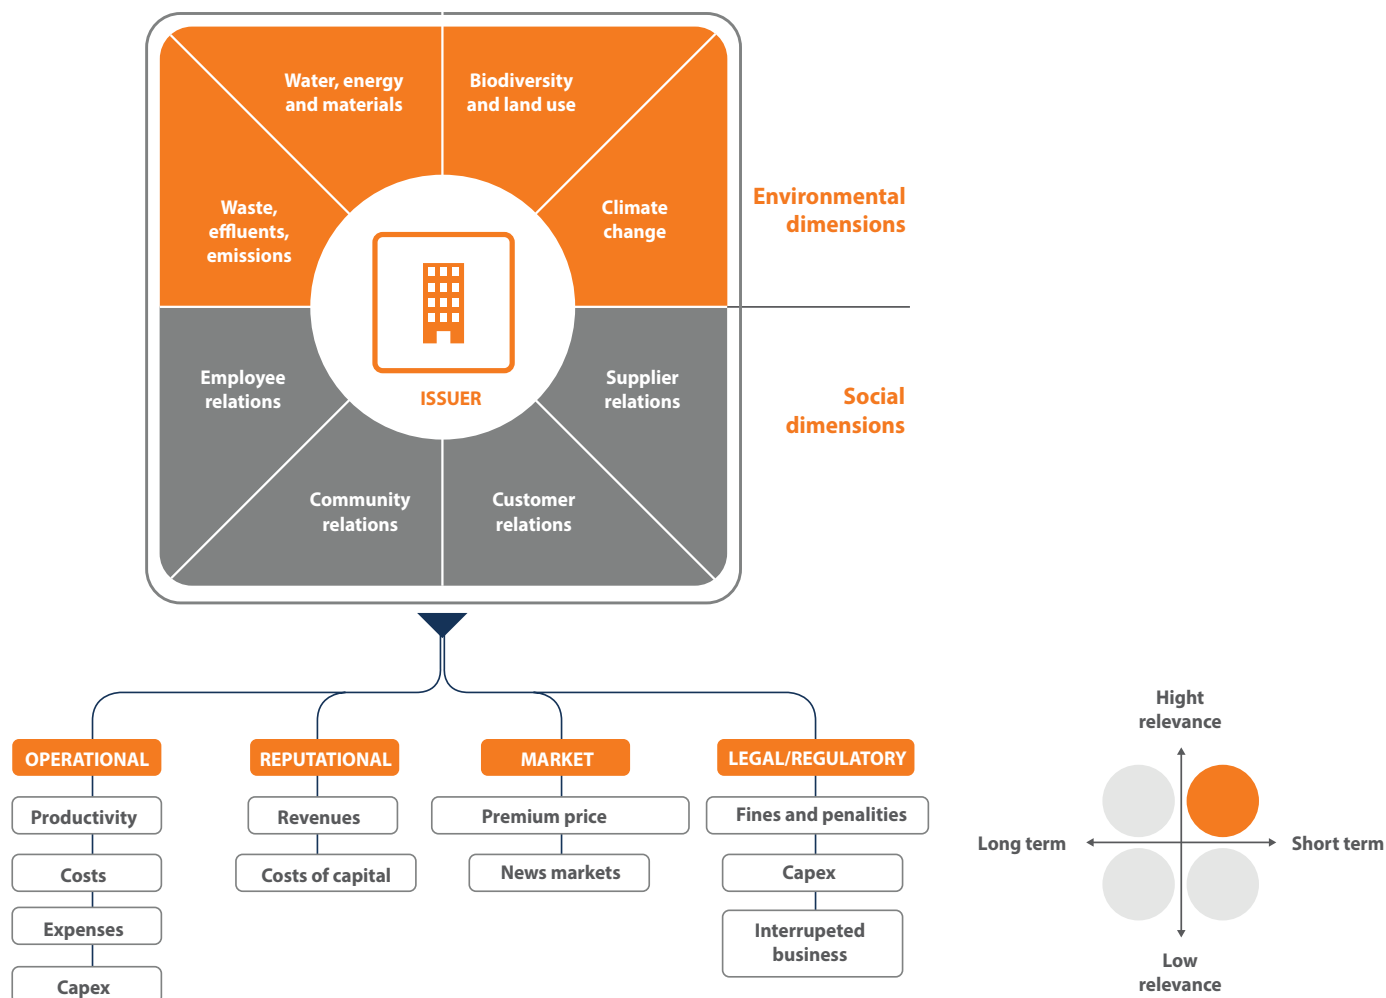 Water, energy
and materials
Biodiversity
and land use
Waste,
effluents,
emissions
Climate
change
Environmental
dimensions
ISSUER
Employee
relations
Supplier
relations
Social
dimensions
Community
relations
Customer
relations
OPERATIONAL
Productivity
Costs
Expenses
Capex
REPUTATIONAL
Revenues
Costs of capital
MARKET
Premium price
News markets
LEGAL/REGULATORY
Fines and penalities
Capex
Interrupeted
business
Hight
relevance
Long term
Short term
Low
relevance